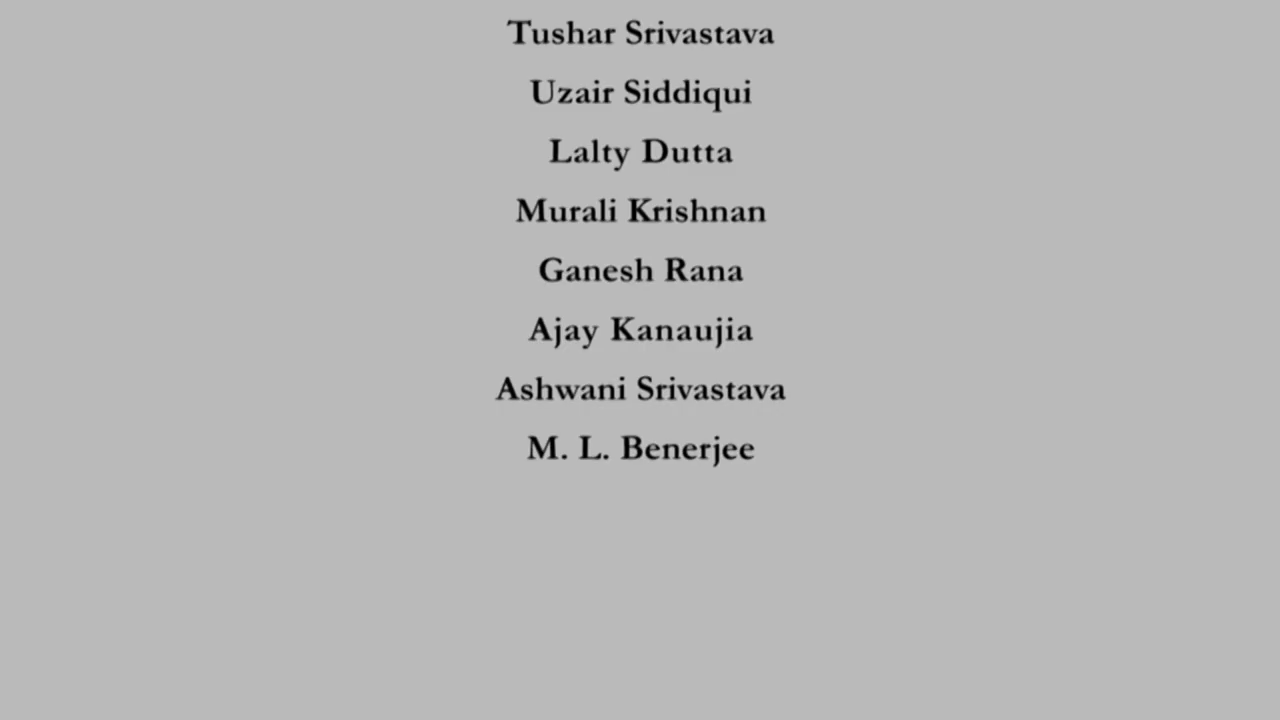 Tushar Srivastava
Uzair Siddiqui
Lalty Dutta
Murali Krishnan
Ganesh Rana
Ajay Kanaujia
Ashwani Srivastava
M. L. Benerjee